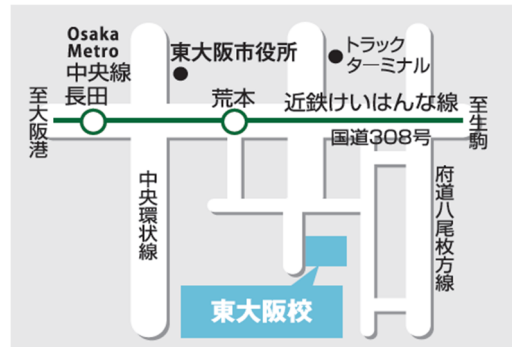 Osaka
Metro
中央線
長田
東大阪市役所
トラック
ターミナル
荒本
近鉄けいはんな線
国道308号
至大阪港
至生駒
中央環状線
府道八尾枚方線
東大阪校